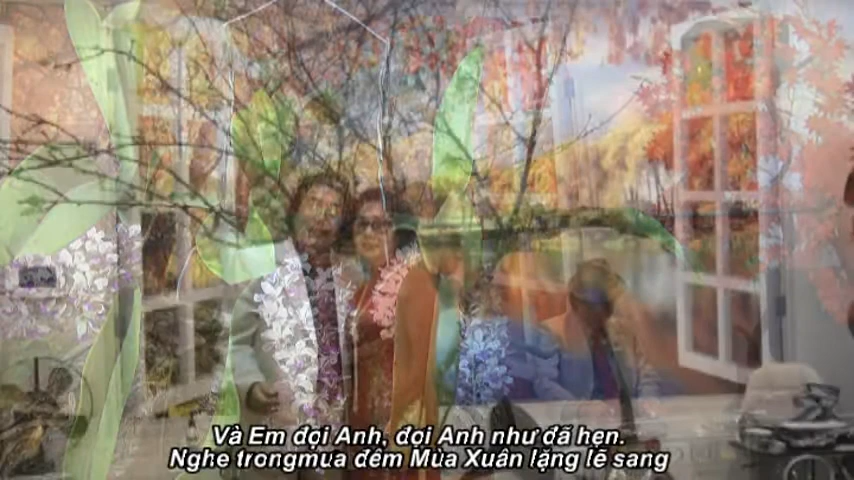 Và Em đợi Anh, đợi Anh như đã hẹn.
Nghe trongmưa đêm Mùa Xuân lặng lẽ sang